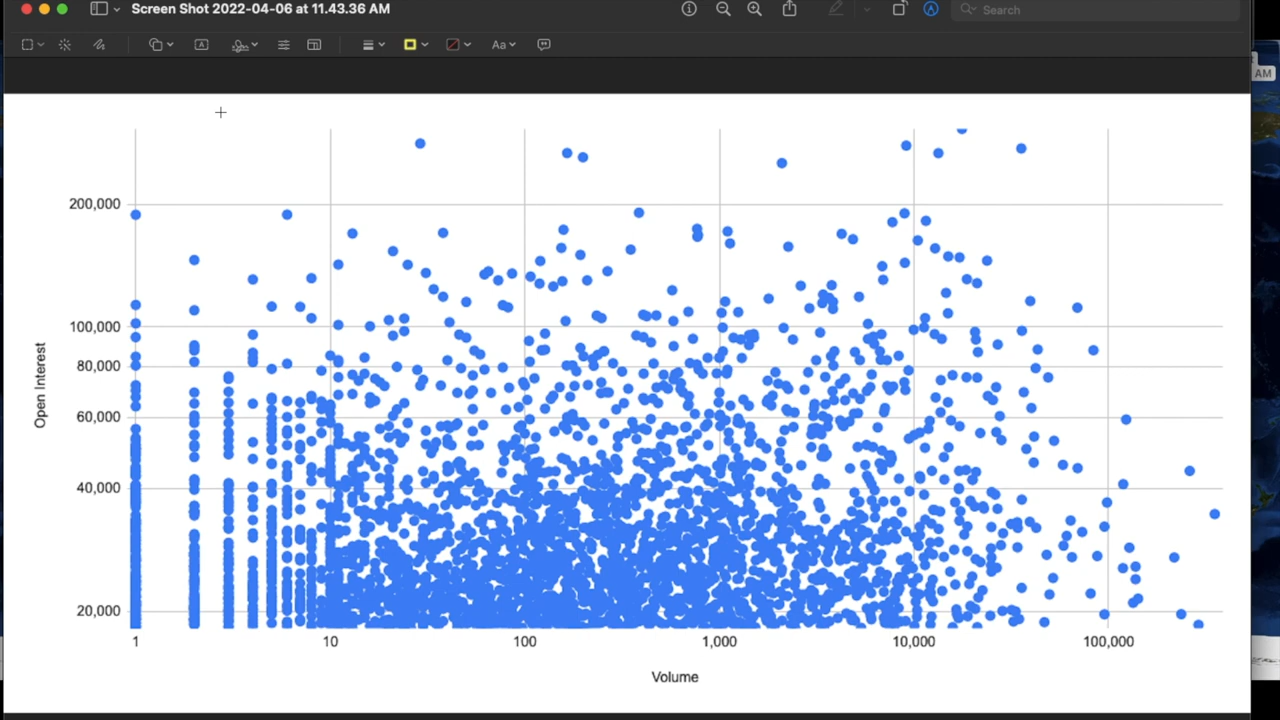 Screen Shot 2022-04-06 at 11.43.36 AM
Search
Aa
AM
200,000
100,000
80,000
60,000
40,000
20,000
Open Interest
1
10
100
1,000
10,000
100,000
Volume